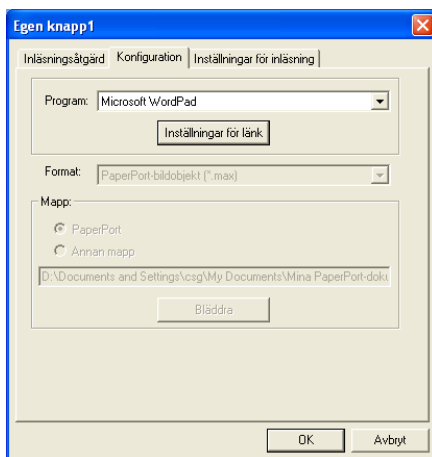 Egen knapp1
Inläsningsåtgärd Konfiguration Inställningar för inläsning
Program: Microsoft WordPad
Inställningar för länk
Format: PaperPort-bildobjekt (*.max)
Mapp:
PaperPort
Annan mapp
D:\Documents and Settings\csg\My Documents\Mina PaperPort-doku
Bläddra
OK Avbryt